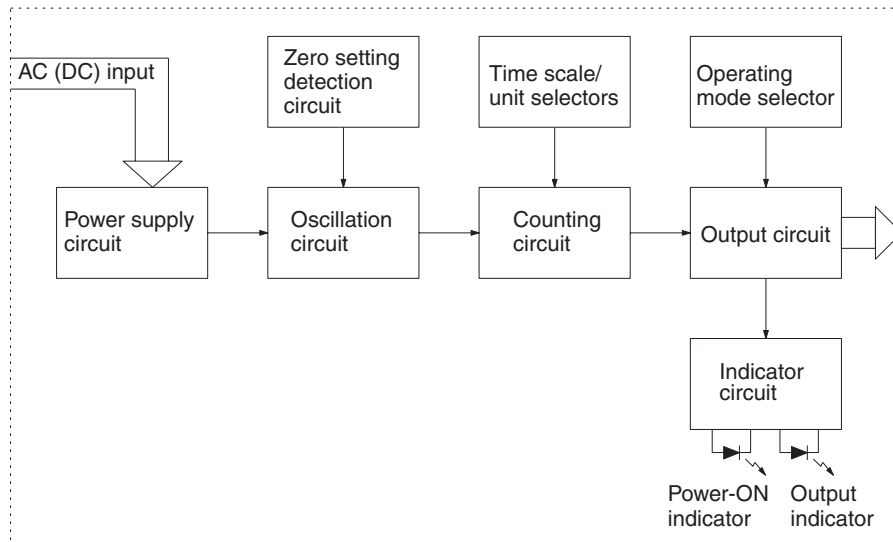 AC (DC) input
Zero setting
detection
circuit
Time scale/
unit selectors
Operating
mode selector
Power supply
circuit
Oscillation
circuit
Counting
circuit
Output circuit
Indicator
circuit
Power-ON
indicator
Output
indicator